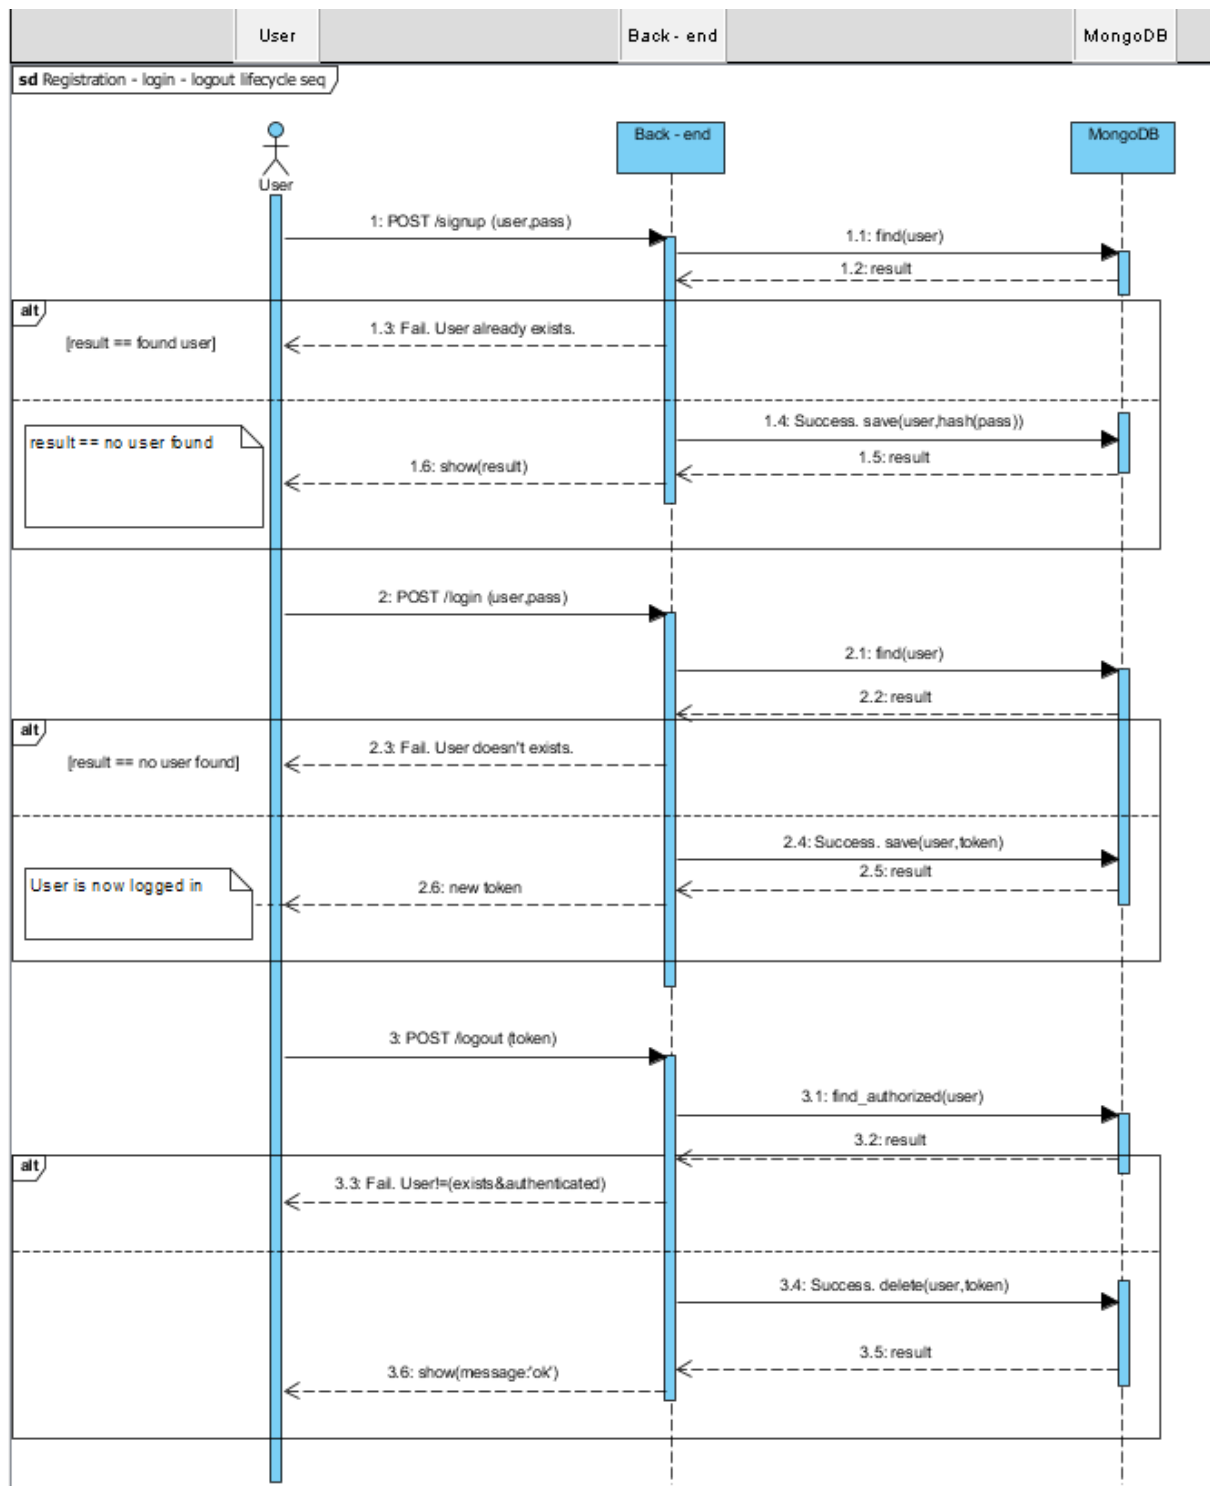 User
Back - end
MongoDB
sd Registration - login - logout lifecycle seq
Back - end
MongoDB
User
1: POST /signup (user,pass)
1.1: find(user)
1.2: result
alt
1.3: Fail. User already exists.
[result == found user]
1.4: Success. save(user,hash(pass))
result == no user found
1.5: result
1.6: show(result)
2: POST /login (user,pass)
2.1: find(user)
2.2: result
alt
2.3: Fail. User doesn't exists.
[result == no user found]
2.4: Success. save(user,token)
2.5: result
User is now logged in
2.6: new token
3: POST /logout (token)
3.1: find_authorized(user)
3.2: result
alt
3.3: Fail. User!=(exists&authenticated)
3.4: Success. delete(user,token)
3.5: result
3.6: show(message:'ok')